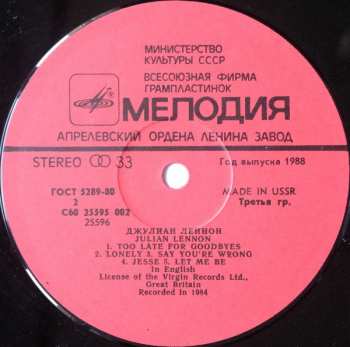 МИНИСТЕРСТВО
КУЛЬТУРЫ СССР
ВСЕСОЮЗНАЯ ФИРМА
ГРАМПЛАСТИНОК
МЕЛОДИЯ
АПРЕЛЕВСКИЙ ОРДЕНА ЛЕНИНА ЗАВОД
STEREO 33 Год выпуска 1988
ГОСТ 5289-80 MADE IN USSR
2 Третья гр.
С60 25595 002
25596
ДЖУЛИАН ЛЕННОН
JULIAN LENNON
1. TOO LATE FOR GOODBYES
2. LONELY 3. SAY YOU'RE WRONG
4. JESSE 5. LET ME BE
In English
License of the Virgin Records Ltd.,
Great Britain
Recorded In 1984